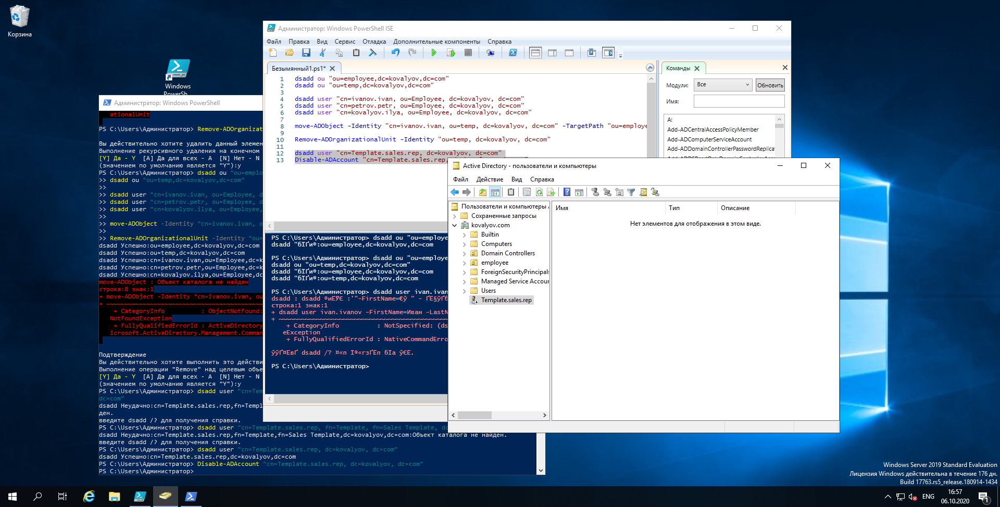 Корзина
Windows
PowerSh...
Администратор: Windows PowerShell
ationalUnit
PS C:\Users\Администратор> Remove-ADOrganizat
Вы действительно хотите удалить данный элемен
Выполнение рекурсивного удаления на конечном
[Y] Да - Y  [A] Да для всех - A  [N] Нет - N
(значением по умолчанию является "Y"):y
PS C:\Users\Администратор> dsadd ou "ou=emplo
>> dsadd ou "ou=temp,dc=kovalyov,dc=com"
>>
>> dsadd user "cn=ivanov.ivan, ou=Employee, d
>> dsadd user "cn=petrov.petr, ou=Employee, d
>> dsadd user "cn=kovalyov.ilya, ou=Employee,
>>
>> move-ADObject -Identity "cn=ivanov.ivan, o
>>
>> Remove-ADOrganizationalUnit -Identity "ou=
dsadd Успешно:ou=employee,dc=kovalyov,dc=com
dsadd Успешно:ou=temp,dc=kovalyov,dc=com
dsadd Успешно:cn=ivanov.ivan,ou=Employee,dc=k
dsadd Успешно:cn=petrov.petr,ou=Employee,dc=k
dsadd Успешно:cn=kovalyov.ilya,ou=Employee,dc
move-ADObject : Объект каталога не найден
строка:8 знак:1
+ move-ADObject -Identity "cn=ivanov.ivan, ou
+ ~~~~~~~~~~~~~~~~~~~~~~~~~~~~~~~~~~~~~~~~~~~
+ CategoryInfo          : ObjectNotFound:
NotFoundException
+ FullyQualifiedErrorId : ActiveDirectory
icrosoft.ActiveDirectory.Management.Comman
Подтверждение
Вы действительно хотите выполнить это действи
Выполнение операции "Remove" над целевым объе
[Y] Да - Y  [A] Да для всех - A  [N] Нет - N
(значением по умолчанию является "Y"):y
PS C:\Users\Администратор> dsadd user "cn=Tem
dc=com"
dsadd Неудачно:cn=Template.sales.rep,fn=Templ
ден.
введите dsadd /? для получения справки.
PS C:\Users\Администратор> dsadd user "cn=Template.sales.rep, fn=Template, fn=Sales Template, dc
dsadd Неудачно:cn=Template.sales.rep,fn=Template,fn=Sales Template,dc=kovalyov,dc=com:Объект каталога не найден.
введите dsadd /? для получения справки.
PS C:\Users\Администратор> dsadd user "cn=Template.sales.rep, dc=kovalyov, dc=com"
dsadd Успешно:cn=Template.sales.rep,dc=kovalyov,dc=com
PS C:\Users\Администратор> Disable-ADAccount "cn=Template.sales.rep, dc=kovalyov, dc=com"
PS C:\Users\Администратор>
Администратор: Windows PowerShell ISE
Файл Правка Вид Сервис Отладка Дополнительные компоненты Справка
Безымянный1.ps1*
1 dsadd ou "ou=employee,dc=kovalyov,dc=com"
2 dsadd ou "ou=temp,dc=kovalyov,dc=com"
3
4 dsadd user "cn=ivanov.ivan, ou=Employee, dc=kovalyov, dc=com"
5 dsadd user "cn=petrov.petr, ou=Employee, dc=kovalyov, dc=com"
6 dsadd user "cn=kovalyov.ilya, ou=Employee, dc=kovalyov, dc=com"
7
8 move-ADObject -Identity "cn=ivanov.ivan, ou=temp, dc=kovalyov, dc=com" -TargetPath "ou=employe
9
10 Remove-ADOrganizationalUnit -Identity "ou=temp, dc=kovalyov, dc=com"
11
12 dsadd user "cn=Template.sales.rep, dc=kovalyov, dc=com"
13 Disable-ADAccount "cn=Template.sales.rep,
PS C:\Users\Администратор> dsadd ou "ou=employe
dsadd “бЇҐи­®:ou=employee,dc=kovalyov,dc=com
PS C:\Users\Администратор> dsadd ou "ou=employe
dsadd ou "ou=temp,dc=kovalyov,dc=com"
dsadd “бЇҐи­®:ou=employee,dc=kovalyov,dc=com
dsadd “бЇҐи­®:ou=temp,dc=kovalyov,dc=com
PS C:\Users\Администратор> dsadd user ivan.ivan
строка:1 знак:1
+ dsadd user ivan.ivanov -FirstName=Иван -LastN
+ ~~~~~~~~~~~~~~~~~~~~~~~~~~~~~~~~~~~~~~~~~~~~~
+ CategoryInfo          : NotSpecified: (ds
eException
+ FullyQualifiedErrorId : NativeCommandErro
dsadd /?
PS C:\Users\Администратор>
Команды
Модули: Все Обновить
Имя:
A:
Add-ADCentralAccessPolicyMember
Add-ADComputerServiceAccount
Add-ADDomainControllerPasswordReplicat
Active Directory - пользователи и компьютеры
Файл Действие Вид Справка
Пользователи и компьютеры
Сохраненные запросы
kovalyov.com
Builtin
Computers
Domain Controllers
employee
ForeignSecurityPrincipals
Managed Service Accour
Users
Template.sales.rep
Имя Тип Описание
Нет элементов для отображения в этом виде.
Windows Server 2019 Standard Evaluation
Лицензия Windows действительна в течение 176 дн.
Build 17763.rs5_release.180914-1434
ENG
16:57
06.10.2020
1